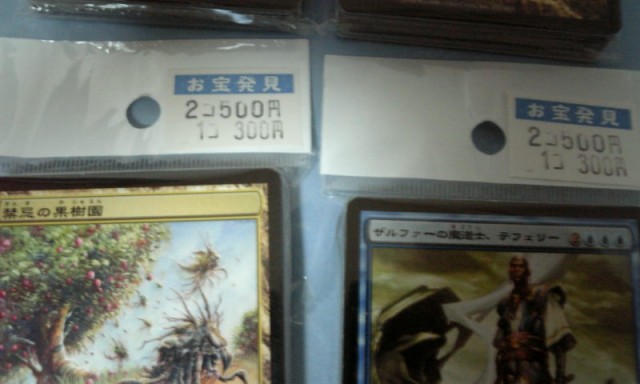 お宝発見
2コ500円
1コ 300円
お宝発見
2コ500円
1コ 300円
禁忌の果樹園
ザルファーの魔道士、テフェリー